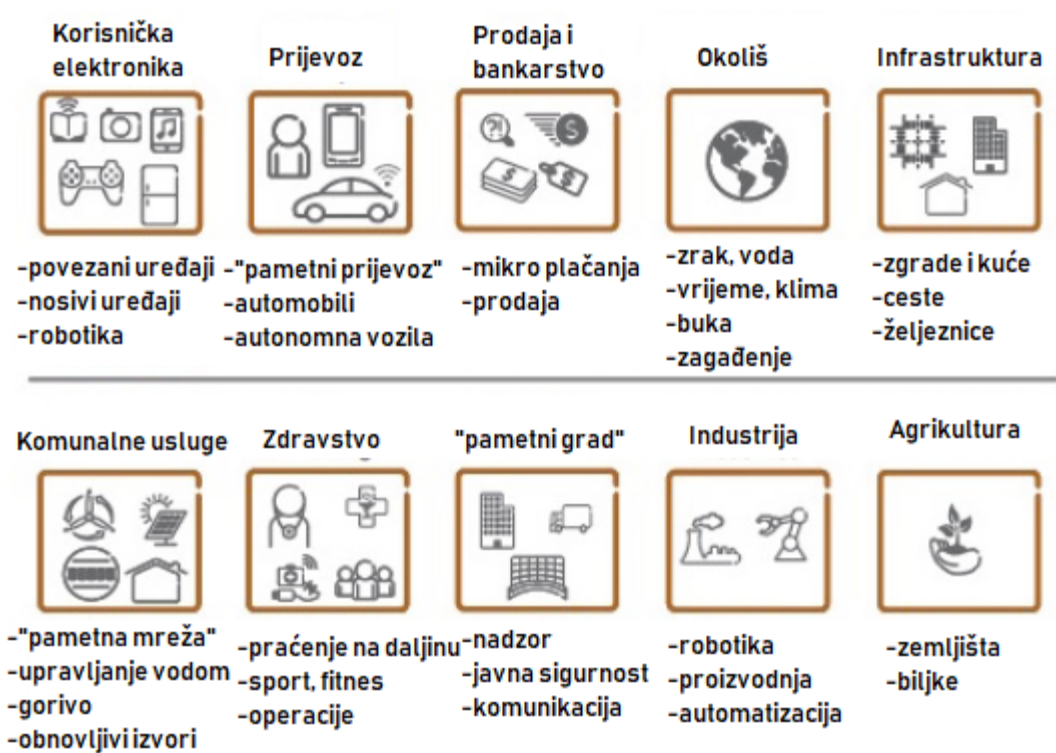 Korisnička
elektronika
Prijevoz
Prodaja i
bankarstvo
Okoliš
Infrastruktura
-povezani uređaji
-nosivi uređaji
-robotika
-"pametni prijevoz"
-automobili
-autonomna vozila
-mikro plačanja
-prodaja
-zrak, voda
-vrijeme, klima
-buka
-zagađenje
-zgrade i kuće
-ceste
-željeznice
Komunalne usluge
Zdravstvo
"pametni grad"
Industrija
Agrikultura
-"pametna mreža"
-upravljanje vodom
-gorivo
-obnovljivi izvori
-praćenje na daljinu
-sport, fitnes
-operacije
-nadzor
-javna sigurnost
-komunikacija
-robotika
-proizvodnja
-automatizacija
-zemljišta
-biljke